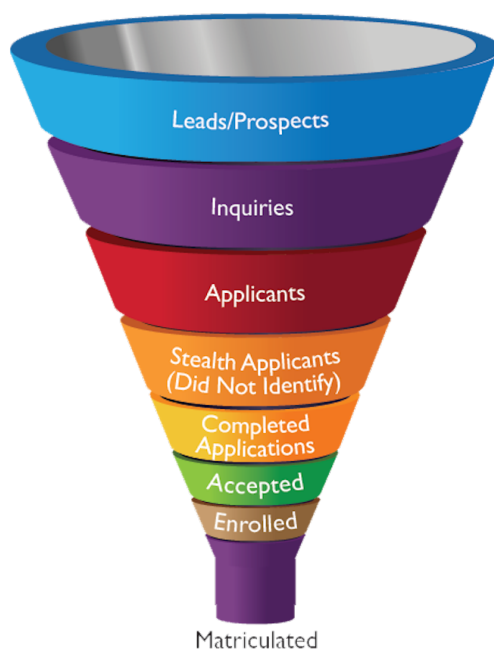 Leads/Prospects
Inquiries
Applicants
Stealth Applicants
(Did Not Identify)
Completed
Applications
Accepted
Enrolled
Matriculated